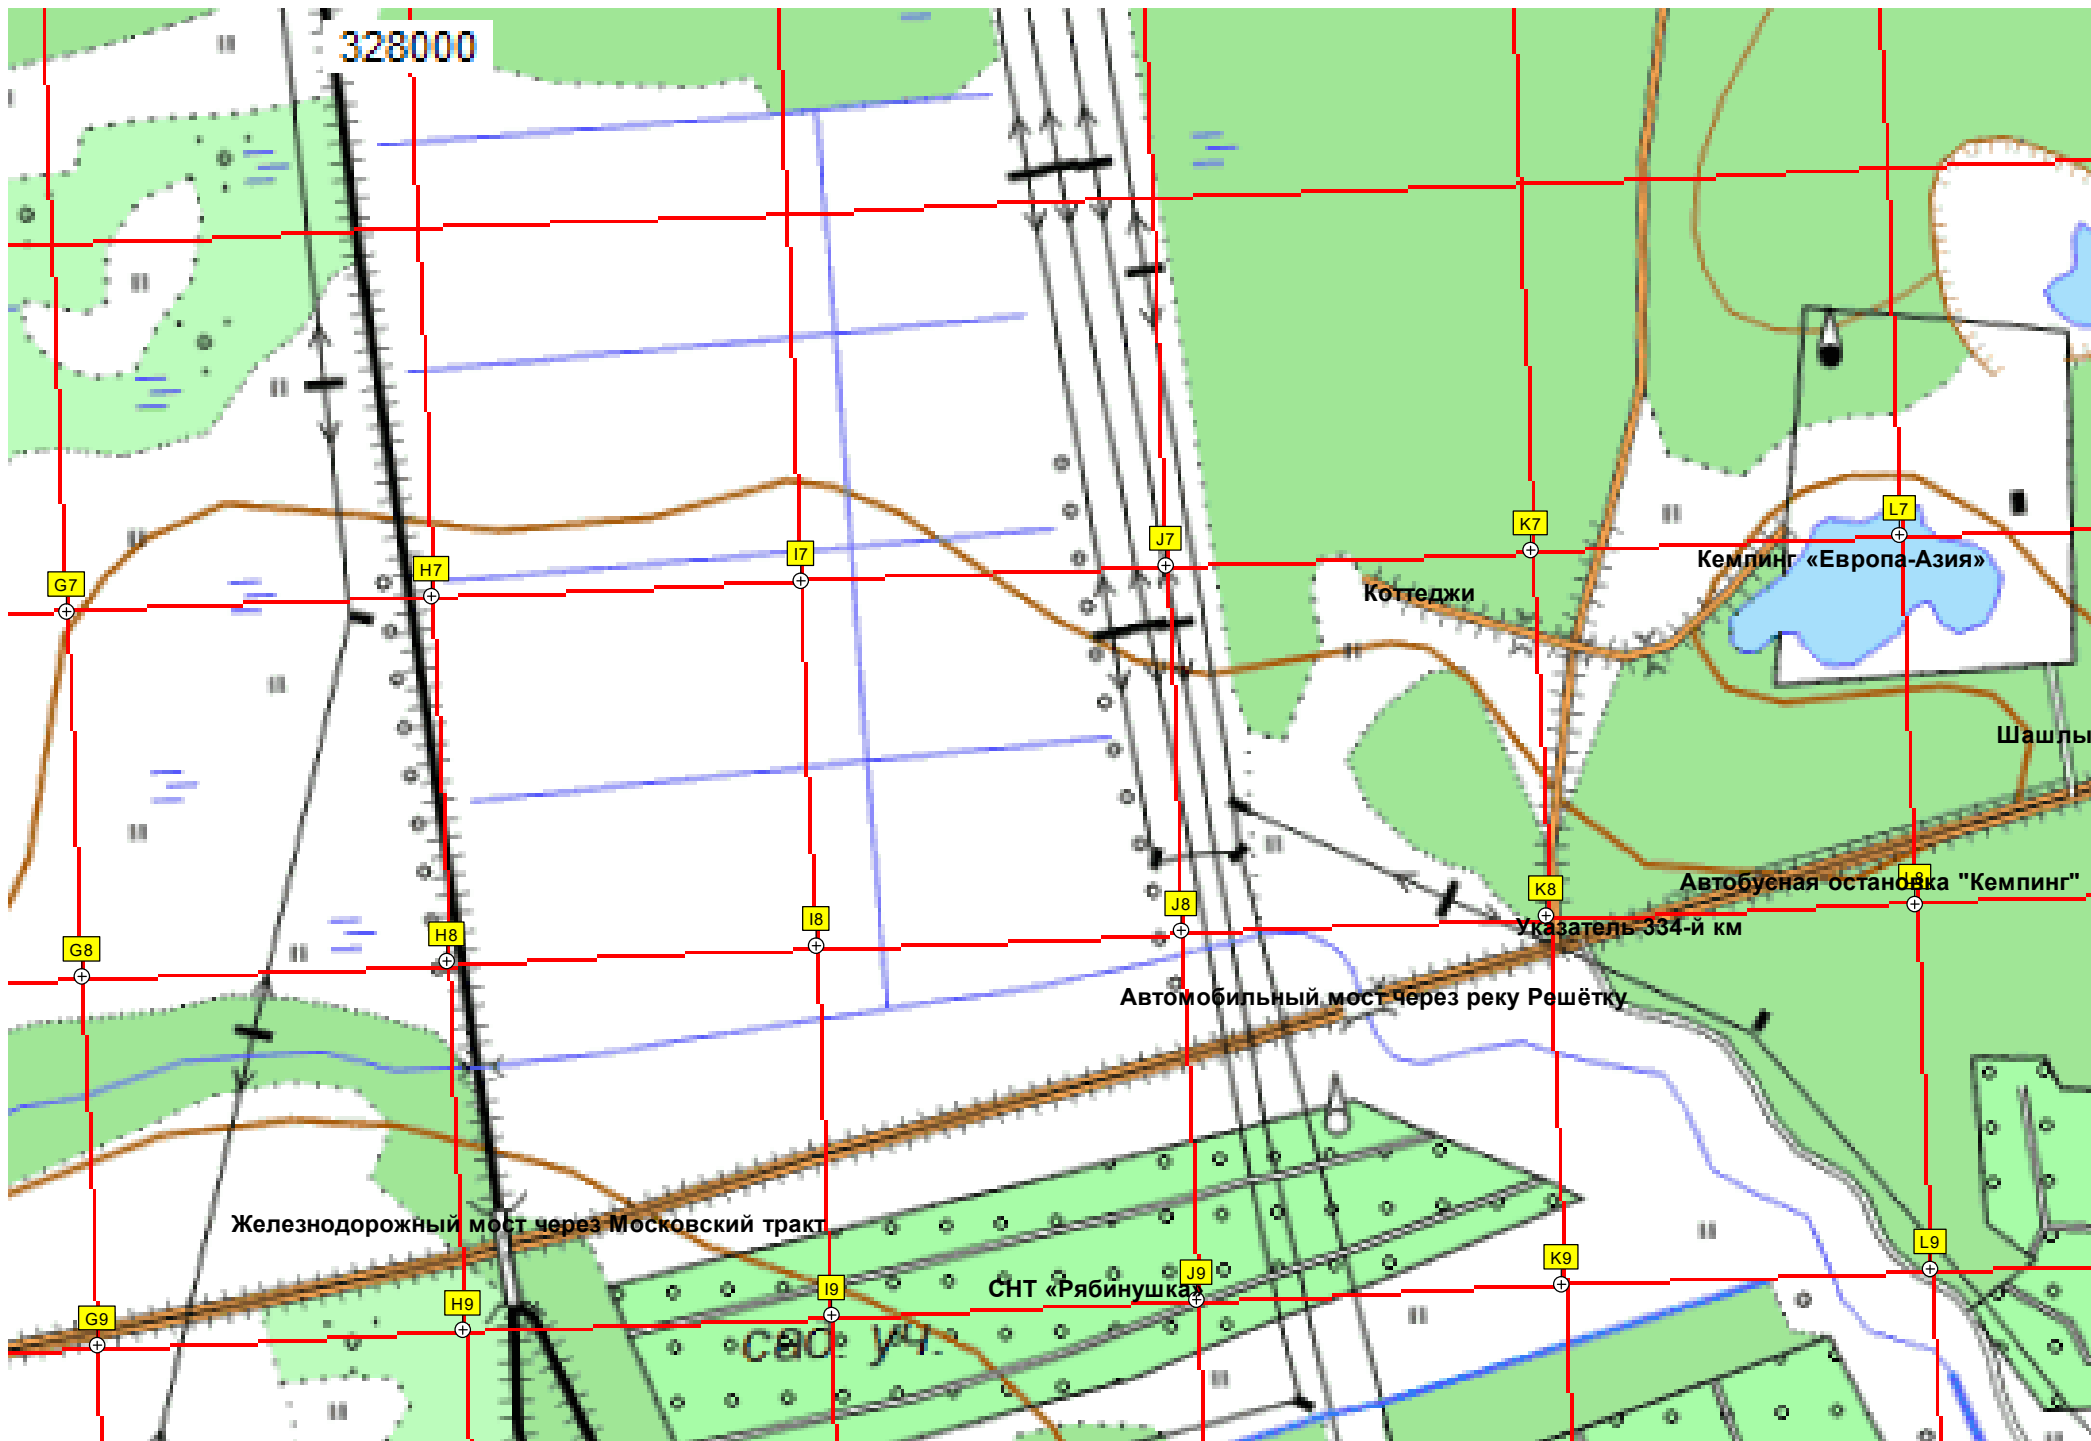 328000
L7
K7
J7
I7
Кемпинг «Европа-Азия»
H7
G7
Коттеджи
Шашлы
L8
Автобусная остановка "Кемпинг"
K8
J8
I8
Указатель 334-й км
H8
G8
Автомобильный мост через реку Решётку
Железнодорожный мост через Московский тракт
L9
K9
J9
СНТ «Рябинушка»
I9
H9
G9
сад. уч.